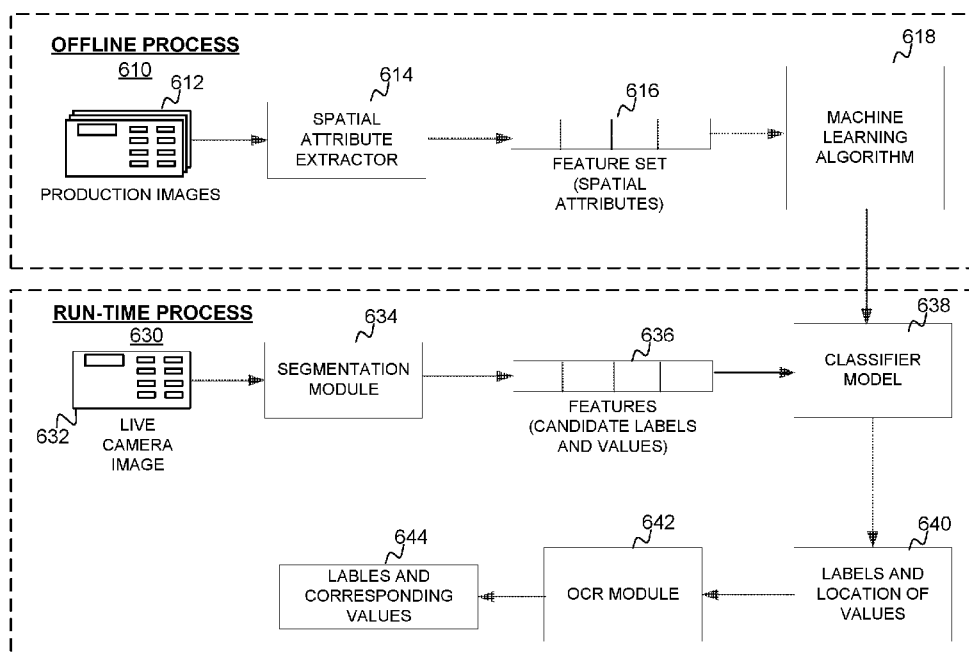 OFFLINE PROCESS
610
612
PRODUCTION IMAGES
614
SPATIAL
ATTRIBUTE
EXTRACTOR
616
FEATURE SET
(SPATIAL
ATTRIBUTES)
618
MACHINE
LEARNING
ALGORITHM
RUN-TIME PROCESS
630
632
LIVE
CAMERA
IMAGE
634
SEGMENTATION
MODULE
636
FEATURES
(CANDIDATE LABELS
AND VALUES)
638
CLASSIFIER
MODEL
640
LABELS AND
LOCATION OF
VALUES
642
OCR MODULE
644
LABLES AND
CORRESPONDING
VALUES